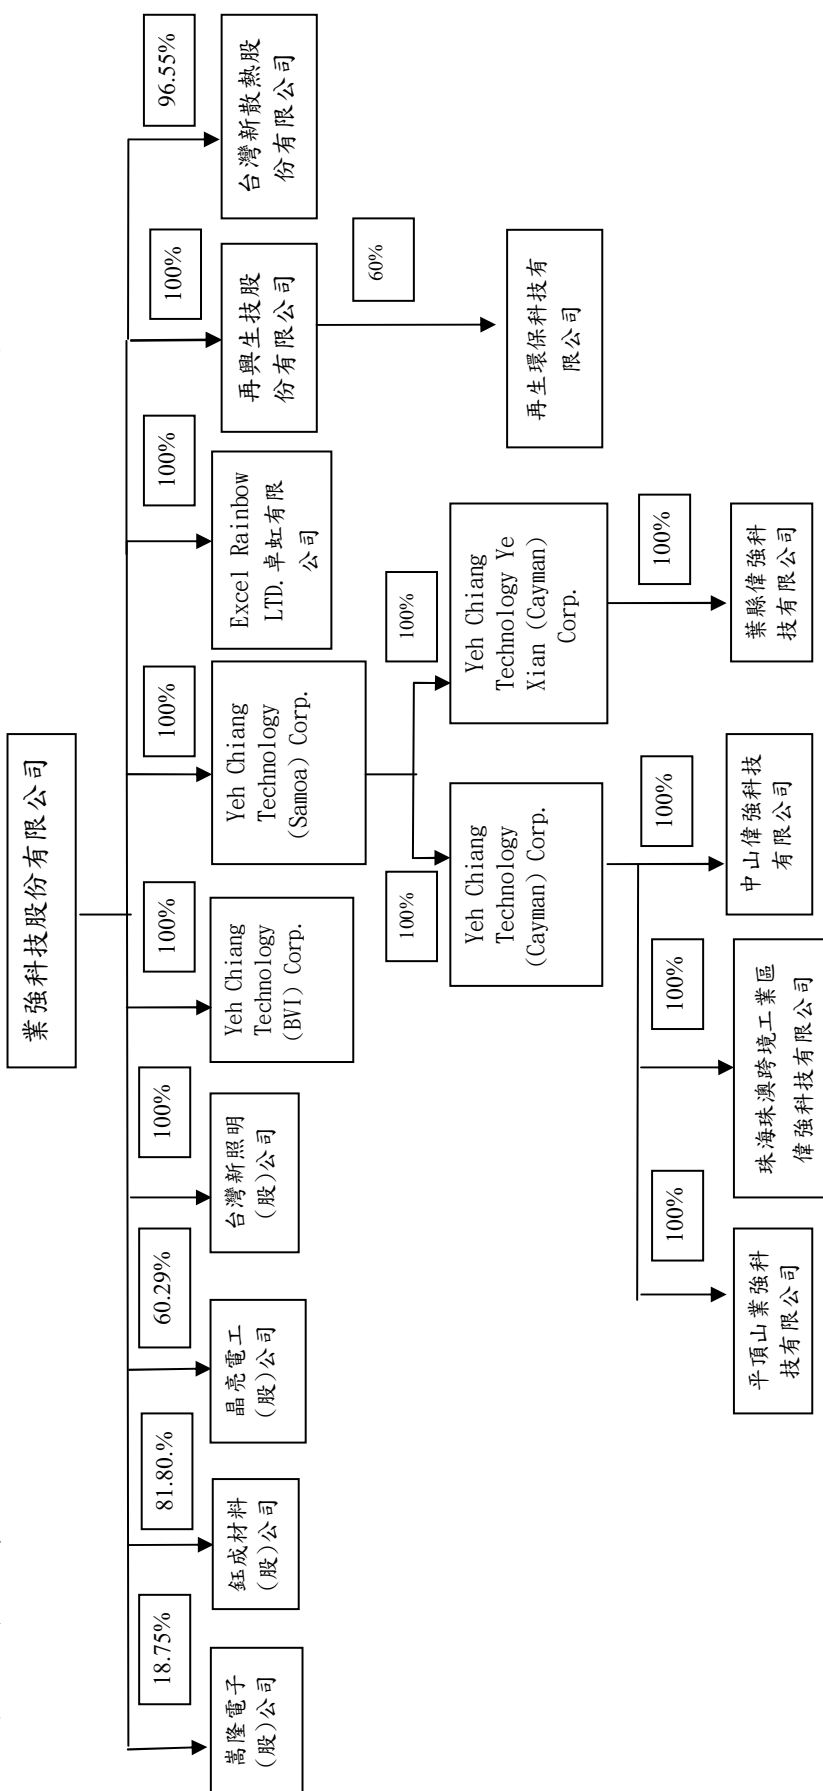 業強科技股份有限公司
18.75%
81.80.%
60.29%
100%
100%
100%
100%
100%
96.55%
嵩隆電子
(股)公司
鈺成材料
(股)公司
晶亮電工
(股)公司
台灣新照明
(股)公司
Yeh Chiang
Technology
(BVI) Corp.
Yeh Chiang
Technology
(Samoa) Corp.
Excel Rainbow
LTD.卓虹有限
公司
再興生技股
份有限公司
台灣新散熱股
份有限公司
100%
100%
60%
Yeh Chiang
Technology
(Cayman) Corp.
Yeh Chiang
Technology Ye
Xian (Cayman)
Corp.
再生環保科技有
限公司
100%
100%
100%
100%
平頂山業強科
技有限公司
珠海珠澳跨境工業區
偉強科技有限公司
中山偉強科技
有限公司
葉縣偉強科
技有限公司